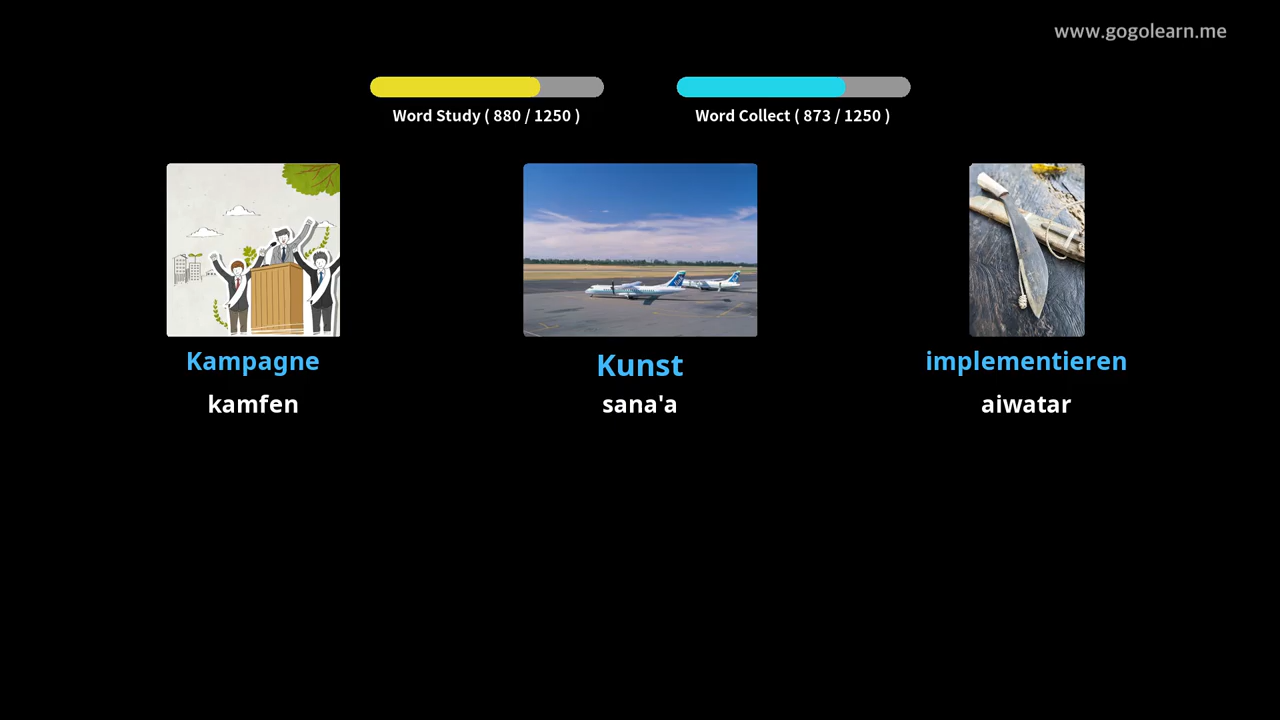 www.gogolearn.me
Word Study ( 880 / 1250 )
Word Collect ( 873 / 1250 )
Kampagne
kamfen
Kunst
sana'a
implementieren
aiwatar